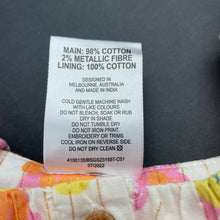 MAIN: 98% COTTON
2% METALLIC FIBRE
LINING: 100% COTTON
DESIGNED IN
MELBOURNE, AUSTRALIA
AND MADE IN INDIA
COLD GENTLE MACHINE WASH
WITH LIKE COLOURS
DO NOT BLEACH, SOAK OR RUB
DRY IN SHADE
DO NOT TUMBLE DRY
DO NOT IRON PRINT,
EMBROIDERY OR TRIMS
COOL IRON ON REVERSE SIDE
DO NOT DRY CLEAN
07/2022